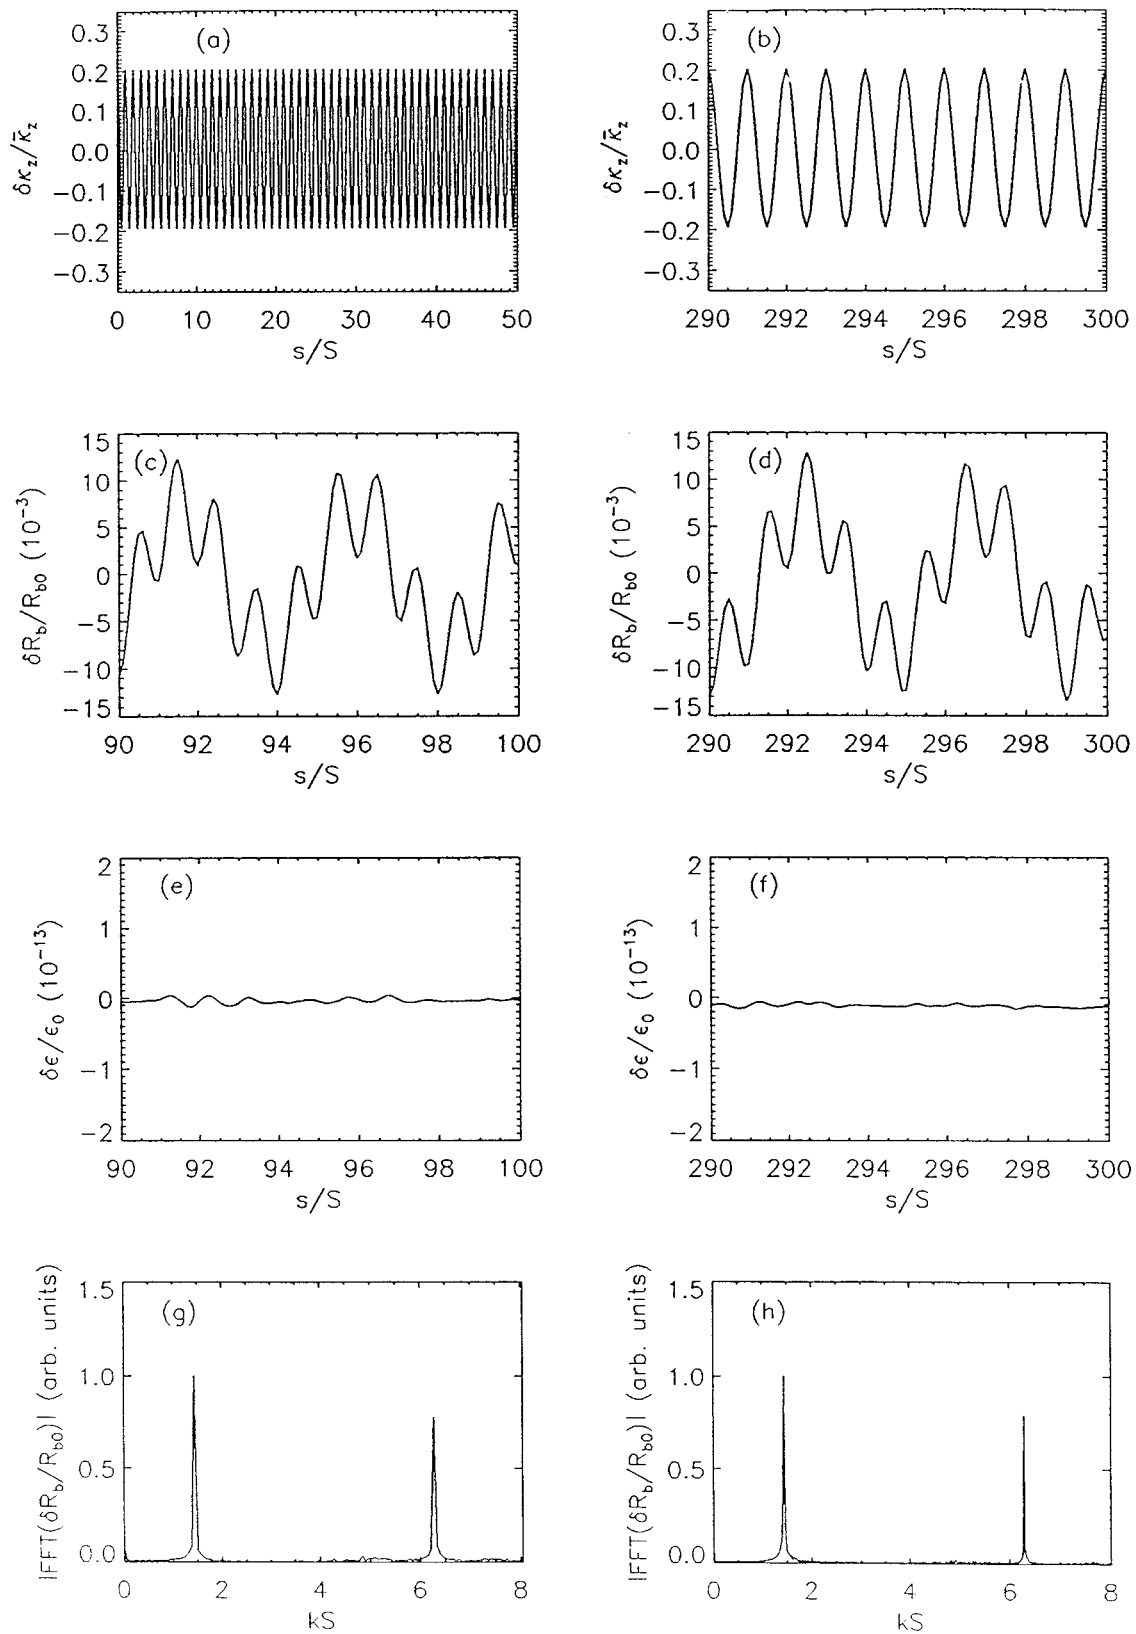 (a)
0.3
0.2
0.1
0.0
−0.1
−0.2
−0.3
δκz/κ̄z
0 10 20 30 40 50
s/S
(b)
0.3
0.2
0.1
0.0
−0.1
−0.2
−0.3
δκz/κ̄z
290 292 294 296 298 300
s/S
(c)
15
10
5
0
−5
−10
−15
δRb/Rb0 (10−3)
90 92 94 96 98 100
s/S
(d)
15
10
5
0
−5
−10
−15
δRb/Rb0 (10−3)
290 292 294 296 298 300
s/S
(e)
2
1
0
−1
−2
δϵ/ϵ0 (10−13)
90 92 94 96 98 100
s/S
(f)
2
1
0
−1
−2
δϵ/ϵ0 (10−13)
290 292 294 296 298 300
s/S
(g)
1.5
1.0
0.5
0.0
|FFT(δRb/Rb0)| (arb. units)
0 2 4 6 8
kS
(h)
1.5
1.0
0.5
0.0
|FFT(δRb/Rb0)| (arb. units)
0 2 4 6 8
kS